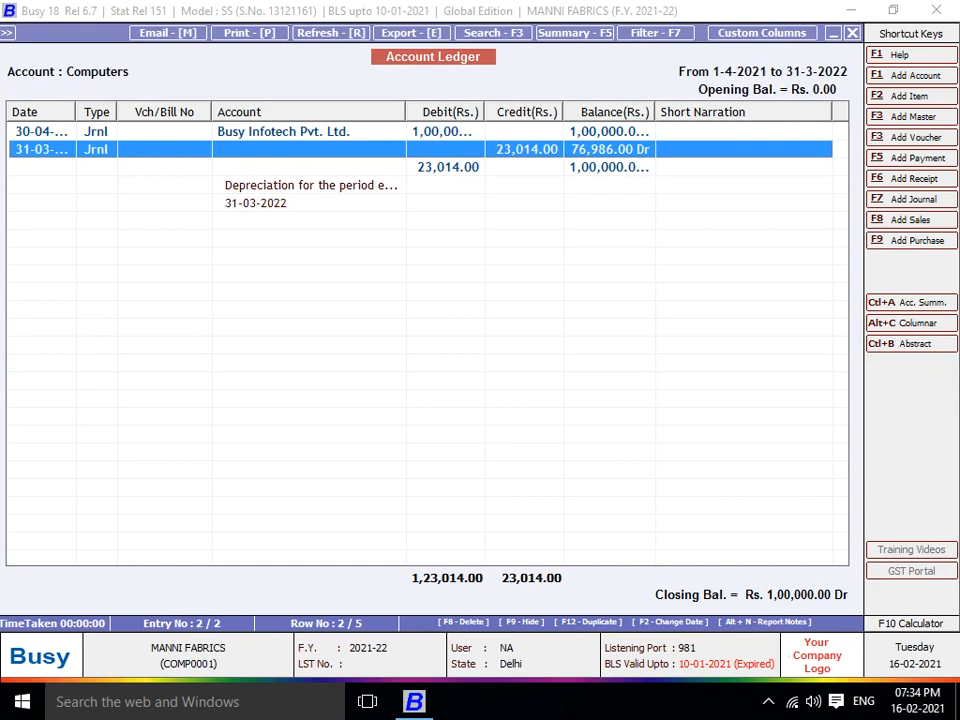 Busy 18 Rel 6.7 | Stat Rel 151 | Model : SS (S.No. 13121161) | BLS upto 10-01-2021 | Global Edition | MANNI FABRICS (F.Y. 2021-22)
>> Email - [M] Print - [P] Refresh - [R] Export - [E] Search - F3 Summary - F5 Filter - F7 Custom Columns
Account Ledger
Account : Computers
From 1-4-2021 to 31-3-2022
Opening Bal. = Rs. 0.00
Date Type Vch/Bill No Account Debit(Rs.) Credit(Rs.) Balance(Rs.) Short Narration
30-04-... Jrnl Busy Infotech Pvt. Ltd. 1,00,00... 1,00,000.0...
31-03-... Jrnl 23,014.00 76,986.00 Dr
23,014.00 1,00,000.0...
Depreciation for the period e...
31-03-2022
1,23,014.00 23,014.00
Closing Bal. = Rs. 1,00,000.00 Dr
TimeTaken 00:00:00 Entry No : 2 / 2 Row No : 2 / 5 [ F8 - Delete ] [ F9 - Hide ] [ F12 - Duplicate ] [ F2 - Change Date ] [ Alt + N - Report Notes ]
Busy
MANNI FABRICS
(COMP0001)
F.Y. : 2021-22
LST No. :
User : NA
State : Delhi
Listening Port : 981
BLS Valid Upto : 10-01-2021 (Expired)
Your
Company
Logo
Shortcut Keys
F1 Help
F1 Add Account
F2 Add Item
F3 Add Master
F3 Add Voucher
F5 Add Payment
F6 Add Receipt
F7 Add Journal
F8 Add Sales
F9 Add Purchase
Ctl+A Acc. Summ.
Alt+C Columnar
Ctl+B Abstract
Training Videos
GST Portal
F10 Calculator
Tuesday
16-02-2021
Search the web and Windows
ENG
07:34 PM
16-02-2021